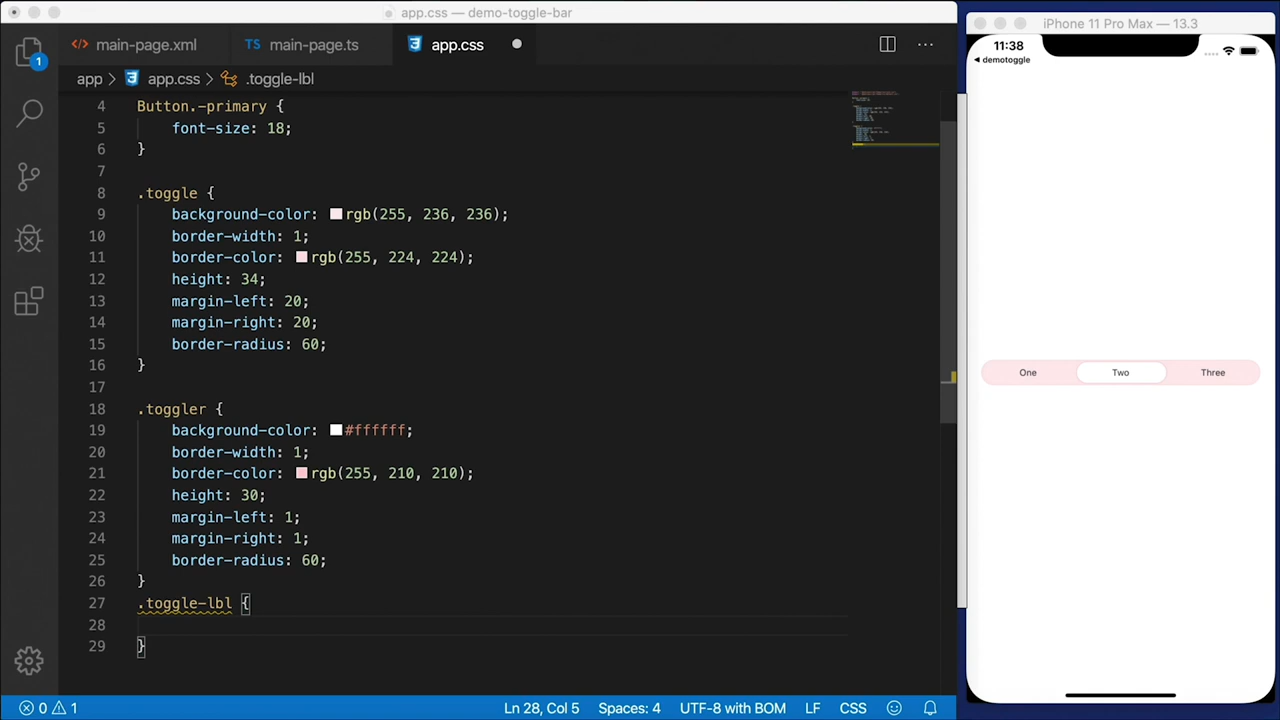 app.css — demo-toggle-bar
1
main-page.xml
TS main-page.ts
app.css
app > app.css > .toggle-lbl
4 Button.-primary {
5 font-size: 18;
6 }
7
8 .toggle {
9 background-color: rgb(255, 236, 236);
10 border-width: 1;
11 border-color: rgb(255, 224, 224);
12 height: 34;
13 margin-left: 20;
14 margin-right: 20;
15 border-radius: 60;
16 }
17
18 .toggler {
19 background-color: #ffffff;
20 border-width: 1;
21 border-color: rgb(255, 210, 210);
22 height: 30;
23 margin-left: 1;
24 margin-right: 1;
25 border-radius: 60;
26 }
27 .toggle-lbl {
28
29 }
0 1
Ln 28, Col 5
Spaces: 4
UTF-8 with BOM
LF
CSS
iPhone 11 Pro Max — 13.3
11:38
demotoggle
One
Two
Three